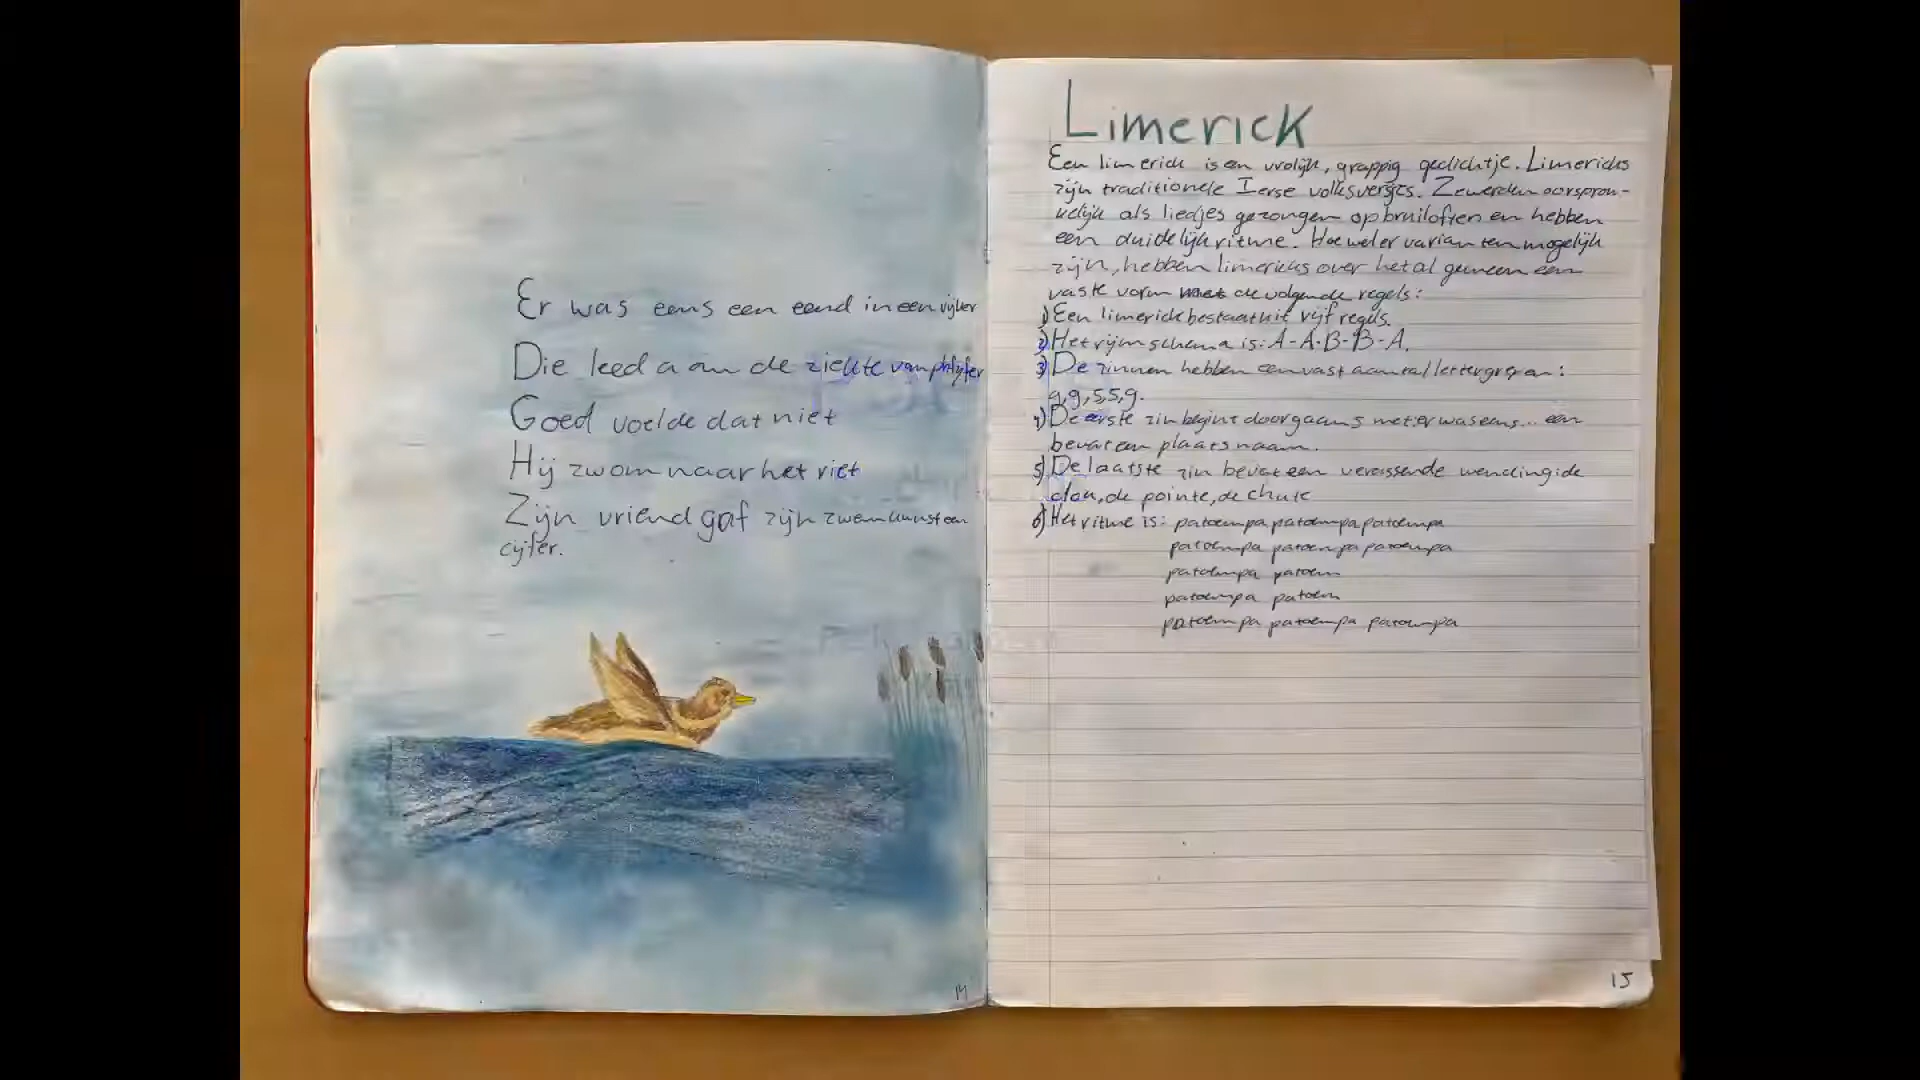 Er was eens een eend in een vijver
Die leed aan de ziekte van pfeiffer
Goed voelde dat niet
Hij zwom naar het riet
Zijn vriend gaf zijn zwemkunst een
cijfer.
14
Limerick
Een limerick is een vrolijk, grappig gedichtje. Limericks
zijn traditionele Ierse volksversjes. Ze werden oorspron-
kelijk als liedjes gezongen op bruiloften en hebben
een duidelijk ritme. Hoewel er varianten mogelijk
zijn, hebben limericks over het algemeen een
vaste vorm met de volgende regels:
1) Een limerick bestaat uit vijf regels.
2) Het rijmschema is: A-A-B-B-A.
3) De zinnen hebben een vast aantal lettergrepen:
9,9,5,5,9.
4) De eerste zin begint doorgaans met: er was eens... een
bevat een plaatsnaam.
5) De laatste zin bevat een verrassende wending: de
clou, de pointe, de chute
6) Het ritme is: patoempa patoempa patoempa
patoempa patoempa patoempa
patoempa patoem
patoempa patoem
patoempa patoempa patoempa
15